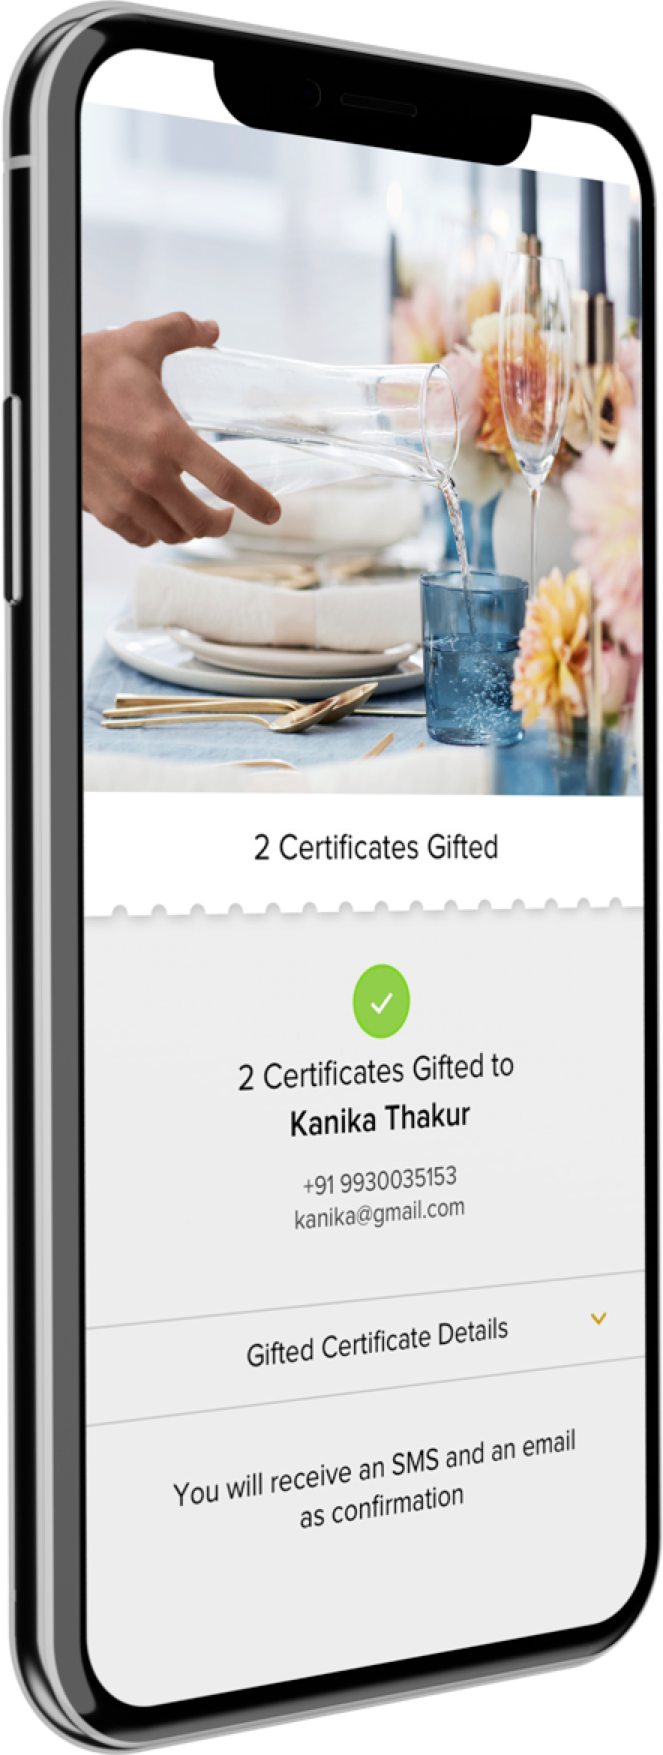 2 Certificates Gifted
2 Certificates Gifted to
Kanika Thakur
+91 9930035153
kanika@gmail.com
Gifted Certificate Details
You will receive an SMS and an email
as confirmation